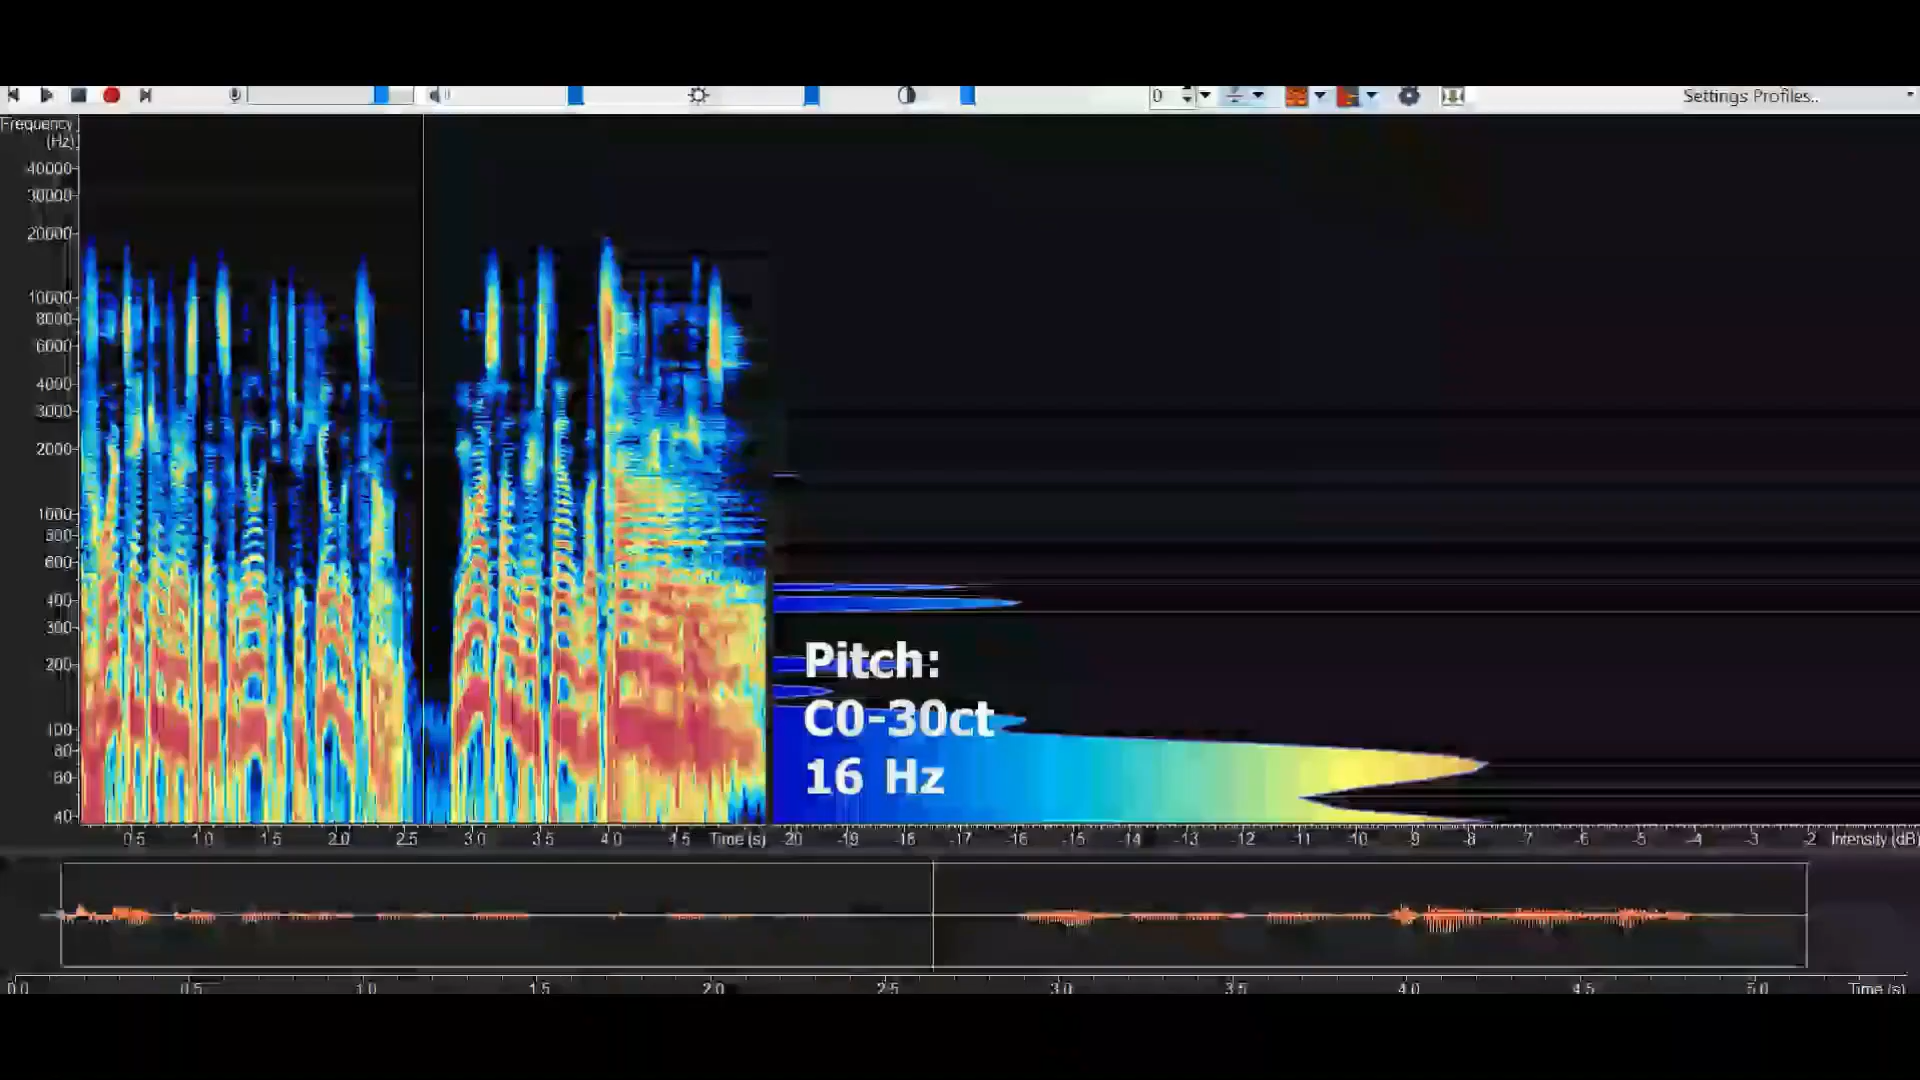 0
Settings Profiles..
Frequency
(Hz)
40000
30000
20000
10000
8000
6000
4000
3000
2000
1000
800
600
400
300
200
100
80
60
40
0.5 1.0 1.5 2.0 2.5 3.0 3.5 4.0 4.5 Time (s)
-20 -19 -18 -17 -16 -15 -14 -13 -12 -11 -10 -9 -8 -7 -6 -5 -4 -3 -2 Intensity (dB)
Pitch:
C0-30ct
16 Hz
0.0 0.5 1.0 1.5 2.0 2.5 3.0 3.5 4.0 4.5 5.0 Time (s)